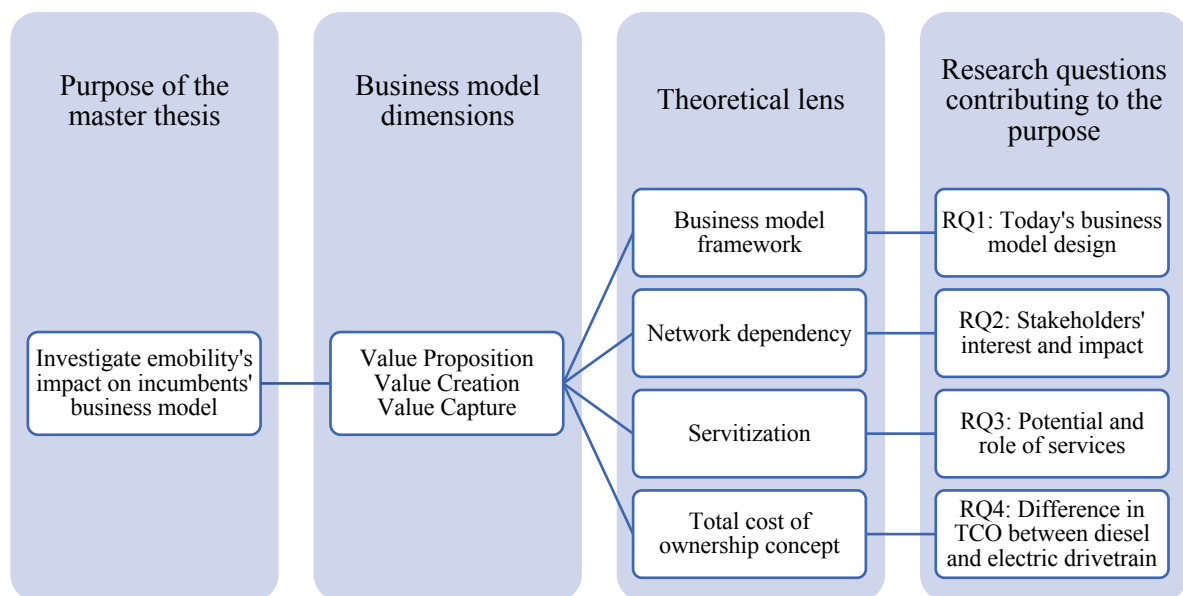 Purpose of the
master thesis
Business model
dimensions
Theoretical lens
Research questions
contributing to the
purpose
Investigate emobility's
impact on incumbents'
business model
Value Proposition
Value Creation
Value Capture
Business model
framework
RQ1: Today's business
model design
Network dependency
RQ2: Stakeholders'
interest and impact
Servitization
RQ3: Potential and
role of services
Total cost of
ownership concept
RQ4: Difference in
TCO between diesel
and electric drivetrain